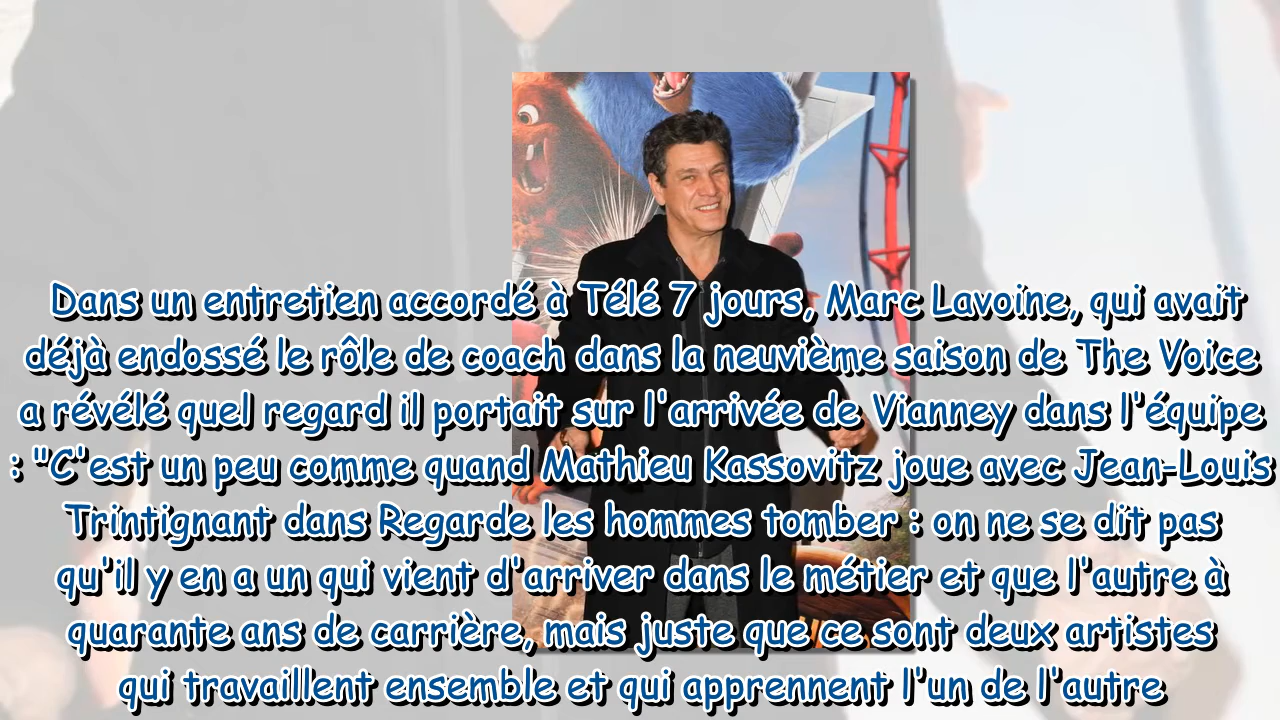 Dans un entretien accordé à Télé 7 jours, Marc Lavoine, qui avait
déjà endossé le rôle de coach dans la neuvième saison de The Voice
a révélé quel regard il portait sur l'arrivée de Vianney dans l'équipe
: "C'est un peu comme quand Mathieu Kassovitz joue avec Jean-Louis
Trintignant dans Regarde les hommes tomber : on ne se dit pas
qu'il y en a un qui vient d'arriver dans le métier et que l'autre à
quarante ans de carrière, mais juste que ce sont deux artistes
qui travaillent ensemble et qui apprennent l'un de l'autre